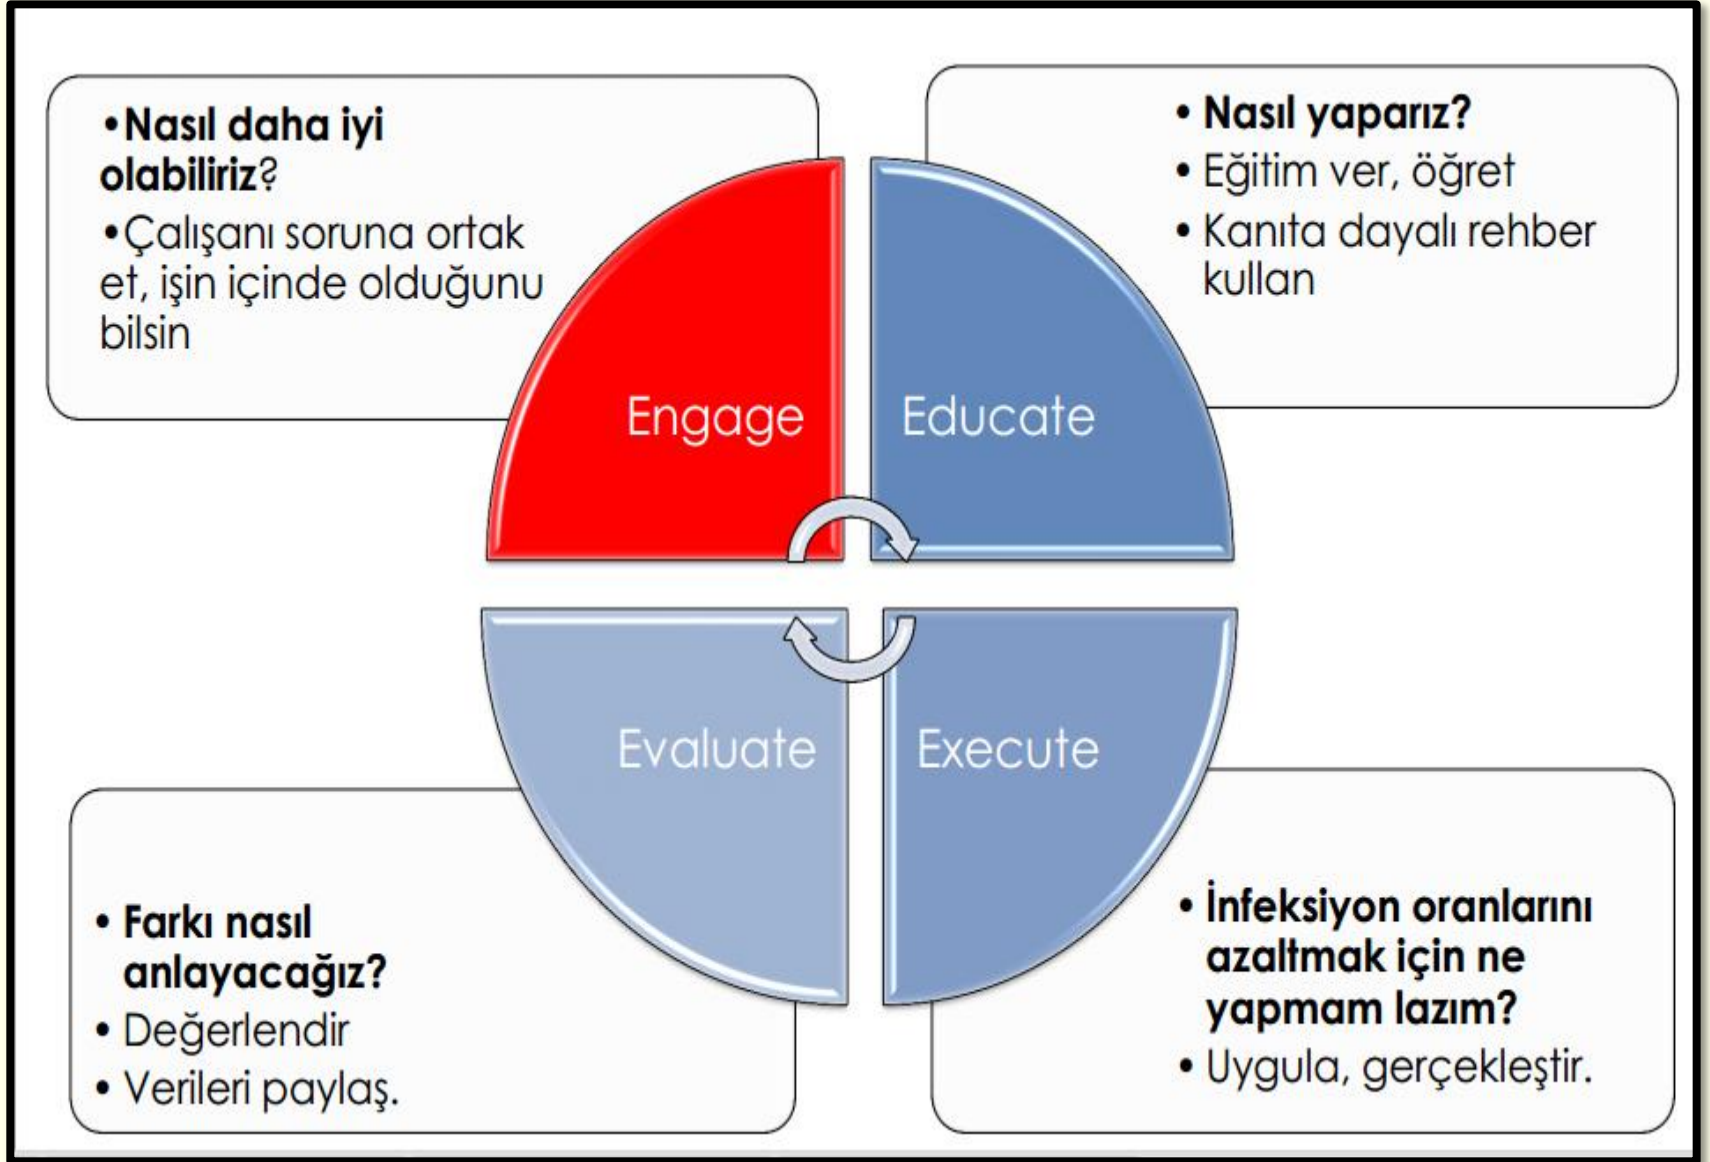 •Nasıl daha iyi
olabiliriz?
•Çalışanı soruna ortak
et, işin içinde olduğunu
bilsin
• Nasıl yaparız?
• Eğitim ver, öğret
• Kanıta dayalı rehber
kullan
Engage
Educate
Evaluate
Execute
• Farkı nasıl
anlayacağız?
• Değerlendir
• Verileri paylaş.
• İnfeksiyon oranlarını
azaltmak için ne
yapmam lazım?
• Uygula, gerçekleştir.